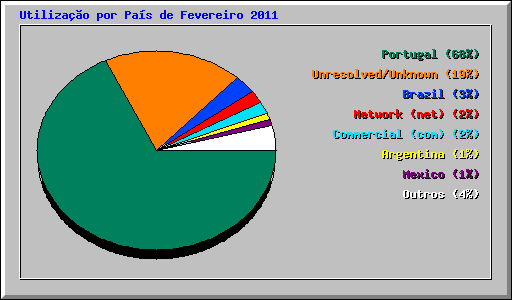 Utilização por País de Fevereiro 2011
Portugal (68%)
Unresolved/Unknown (19%)
Brazil (3%)
Network (net) (2%)
Commercial (com) (2%)
Argentina (1%)
Mexico (1%)
Outros (4%)